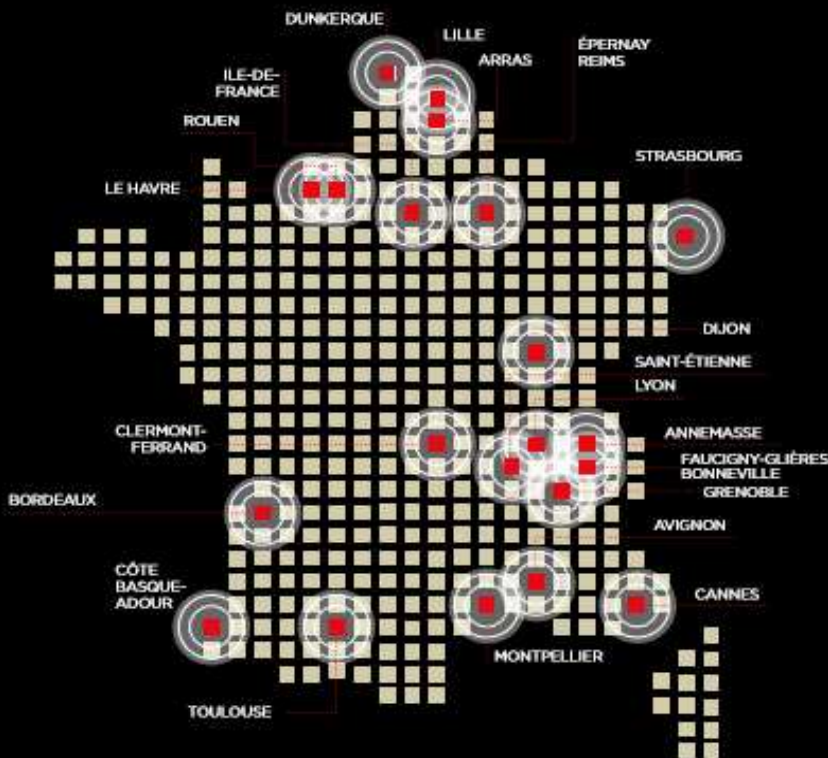 DUNKERQUE
LILLE
ARRAS
ÉPERNAY
REIMS
ILE-DE-
FRANCE
ROUEN
STRASBOURG
LE HAVRE
DIJON
SAINT-ÉTIENNE
LYON
CLERMONT-
FERRAND
ANNEMASSE
FAUCIGNY-GLIÈRES
BONNEVILLE
GRENOBLE
BORDEAUX
AVIGNON
CÔTE
BASQUE-
ADOUR
CANNES
MONTPELLIER
TOULOUSE